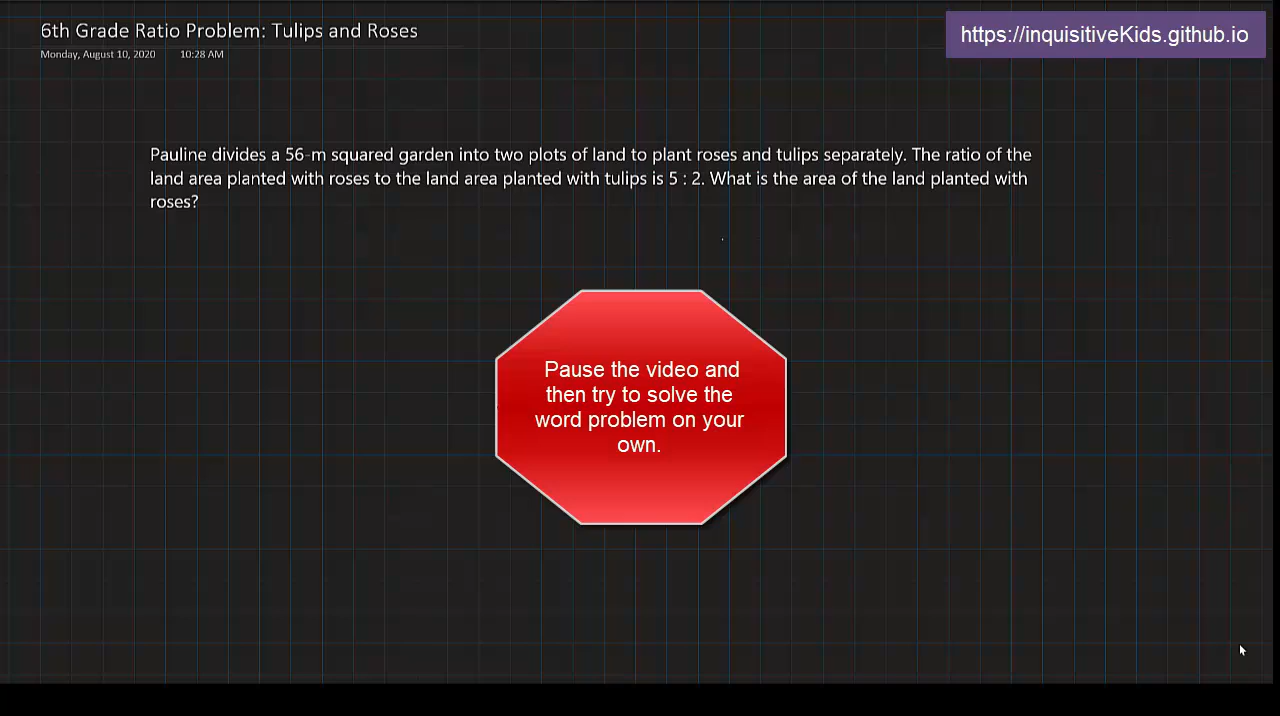 6th Grade Ratio Problem: Tulips and Roses
Monday, August 10, 2020 10:28 AM
https://inquisitiveKids.github.io
Pauline divides a 56-m squared garden into two plots of land to plant roses and tulips separately. The ratio of the
land area planted with roses to the land area planted with tulips is 5 : 2. What is the area of the land planted with
roses?
Pause the video and
then try to solve the
word problem on your
own.